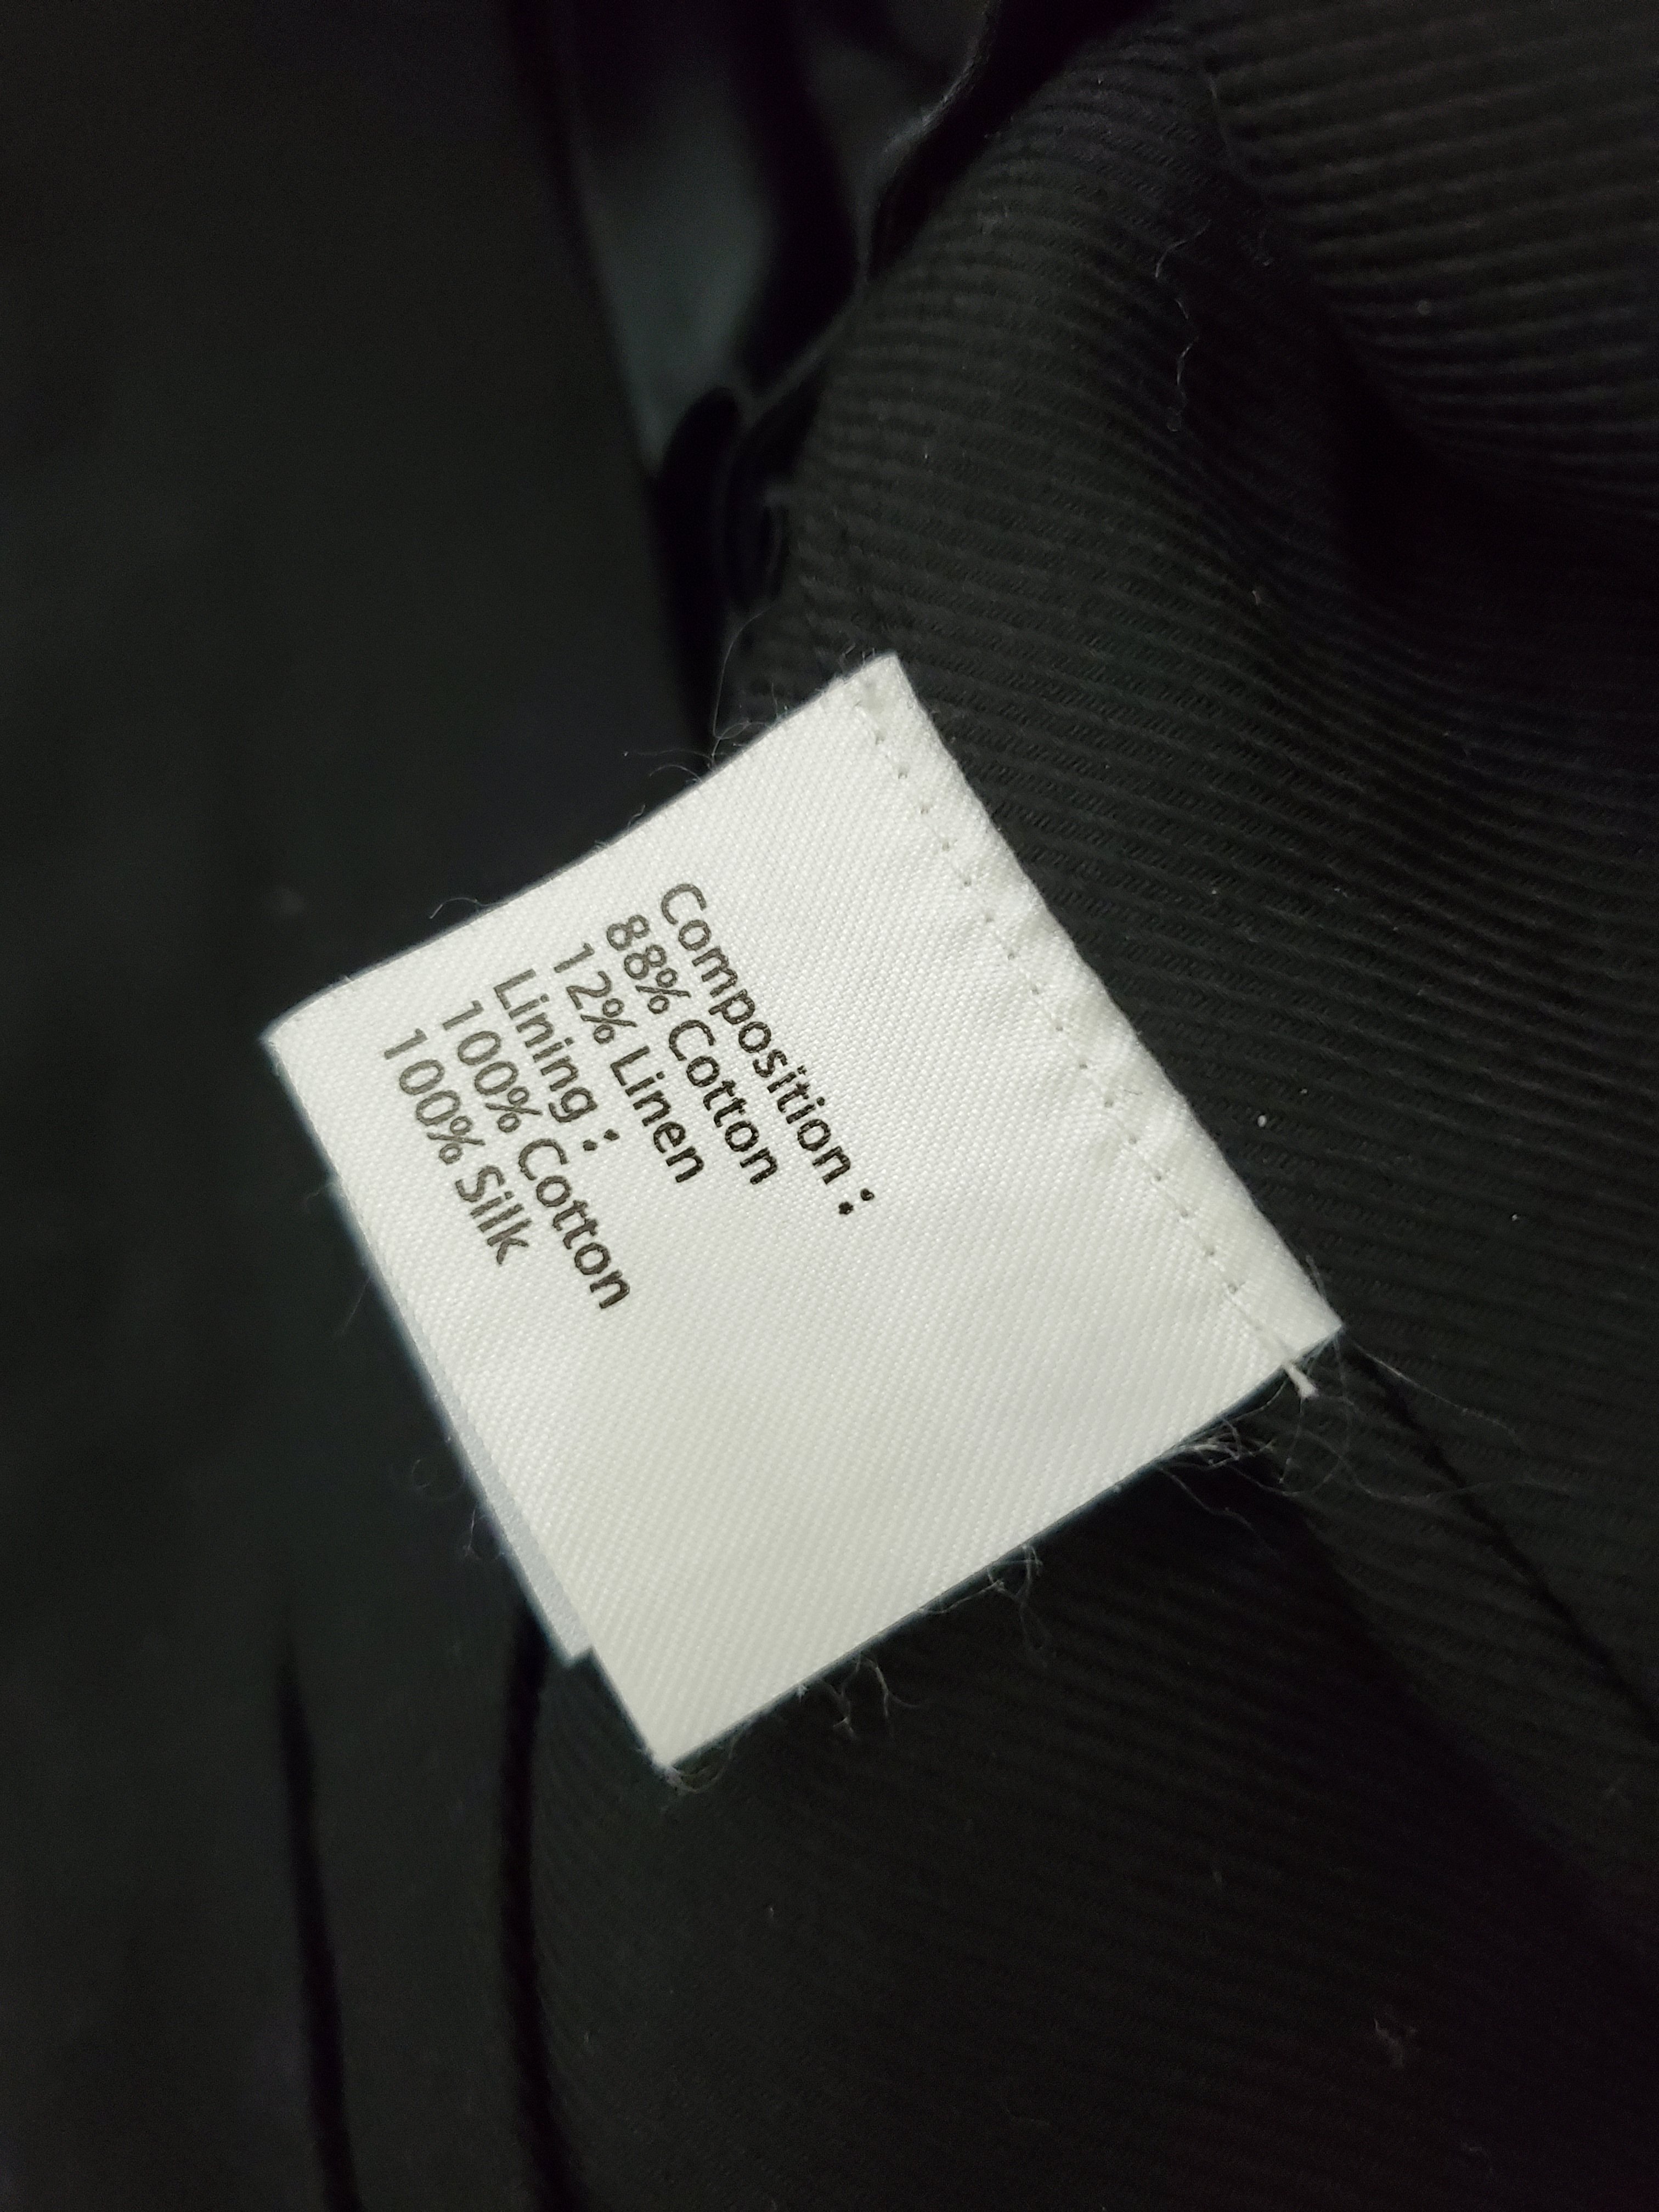 Composition :
88% Cotton
12% Linen
Lining :
100% Cotton
100% Silk